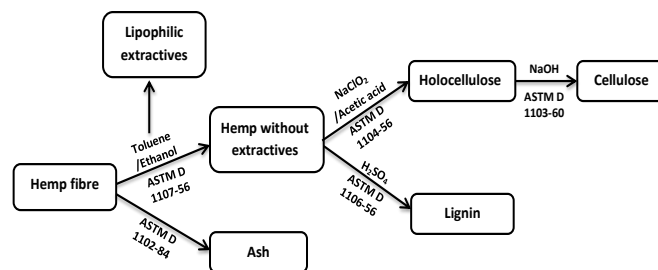 Lipophilic
extractives
Toluene
/Ethanol
ASTM D
1107-56
Hemp fibre
ASTM D
1102-84
Ash
Hemp without
extractives
NaClO₂
/Acetic acid
ASTM D
1104-56
Holocellulose
NaOH
ASTM D
1103-60
Cellulose
H₂SO₄
ASTM D
1106-56
Lignin